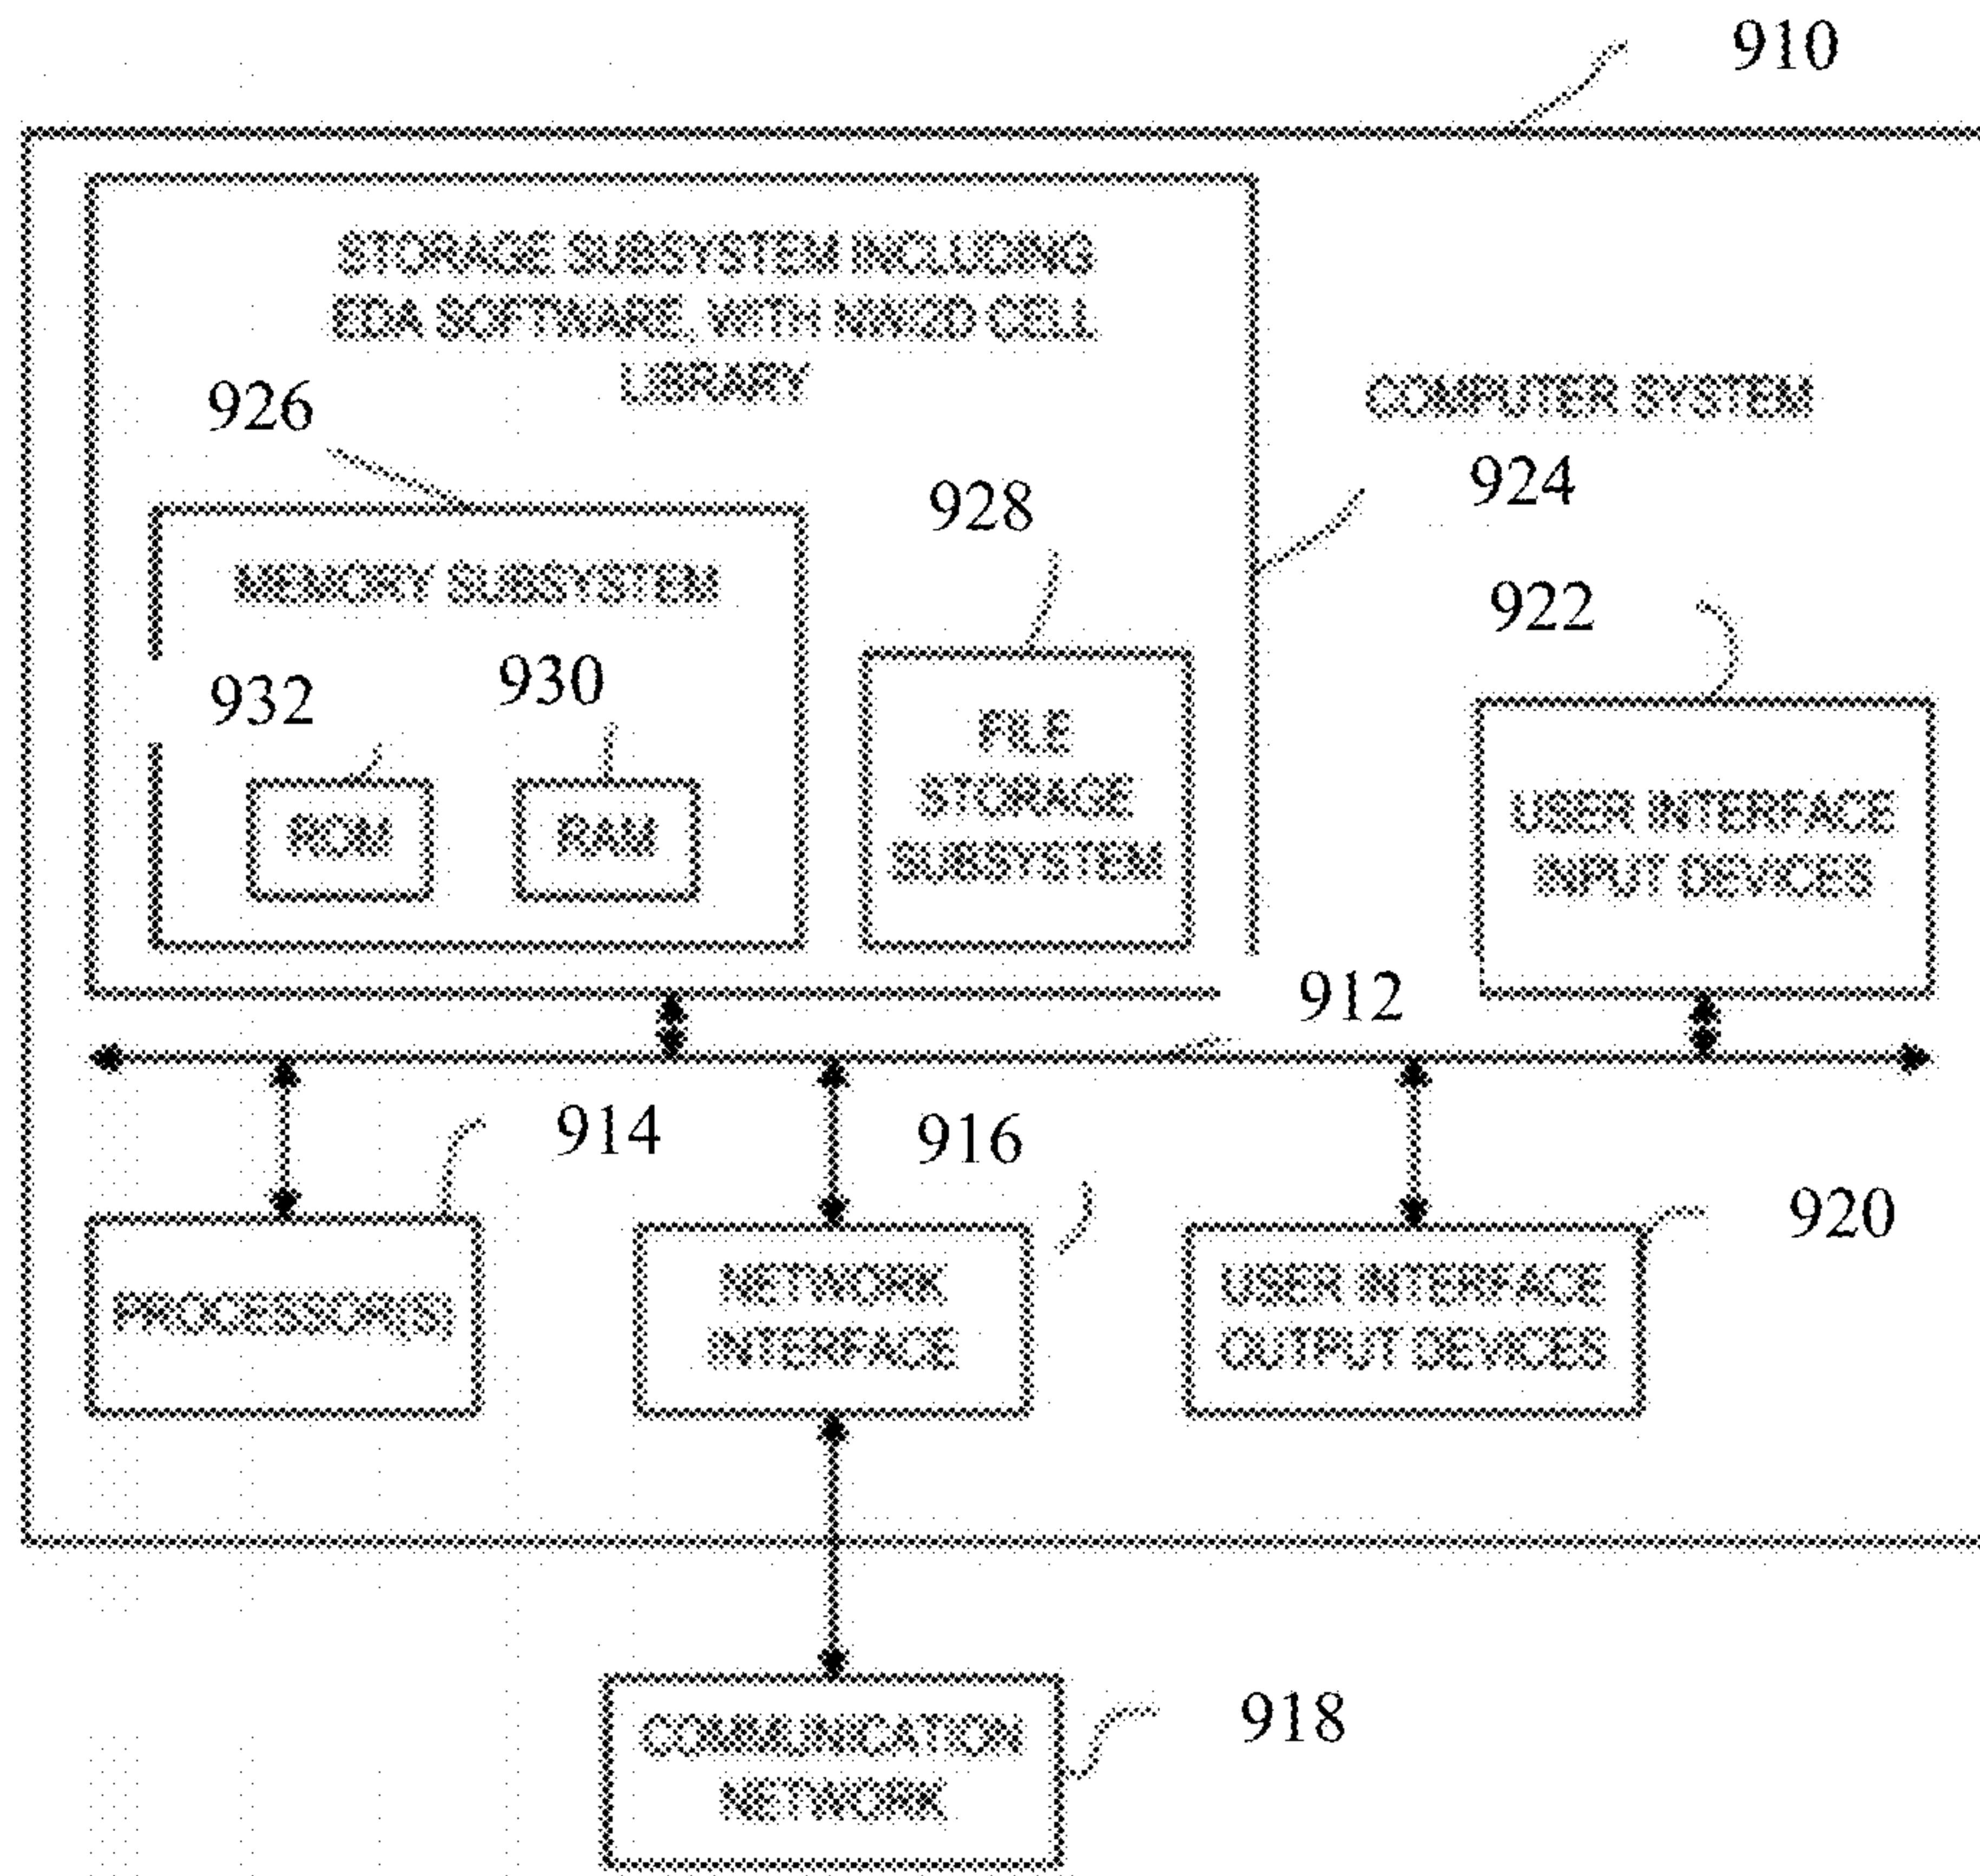 910
STORAGE SUBSYSTEM INCLUDING
EDA SOFTWARE, WITH NW/2D CELL
LIBRARY
COMPUTER SYSTEM
926
924
928
MEMORY SUBSYSTEM
922
932
930
FILE
STORAGE
SUBSYSTEM
ROM
RAM
USER INTERFACE
INPUT DEVICES
912
914
916
920
PROCESSOR(S)
NETWORK
INTERFACE
USER INTERFACE
OUTPUT DEVICES
COMMUNICATION
NETWORK
918